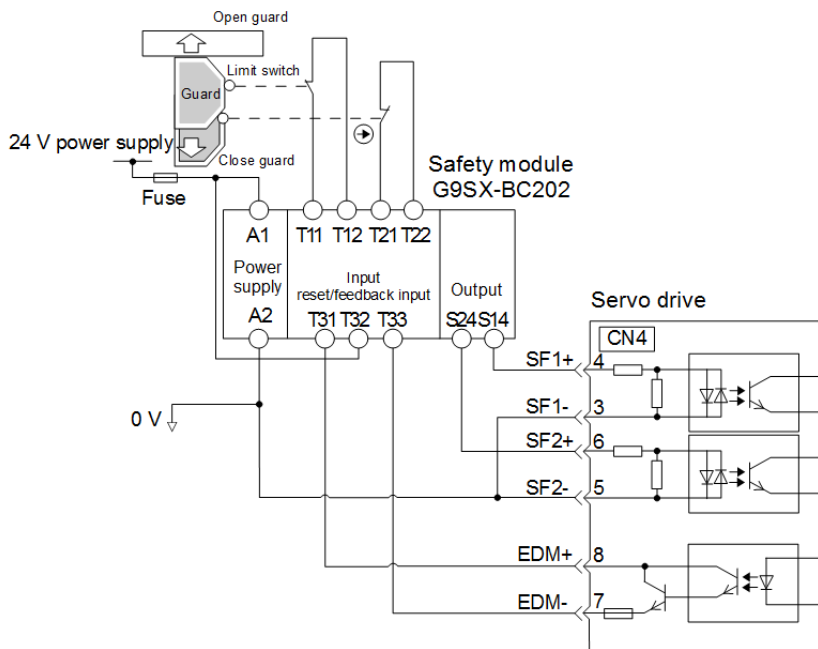 Open guard
Limit switch
Guard
24 V power supply
Close guard
Fuse
Safety module
G9SX-BC202
A1
T11
T12
T21
T22
Power
supply
Input
reset/feedback input
Output
A2
T31
T32
T33
S24
S14
Servo drive
CN4
SF1+
4
SF1-
3
0 V
SF2+
6
SF2-
5
EDM+
8
EDM-
7